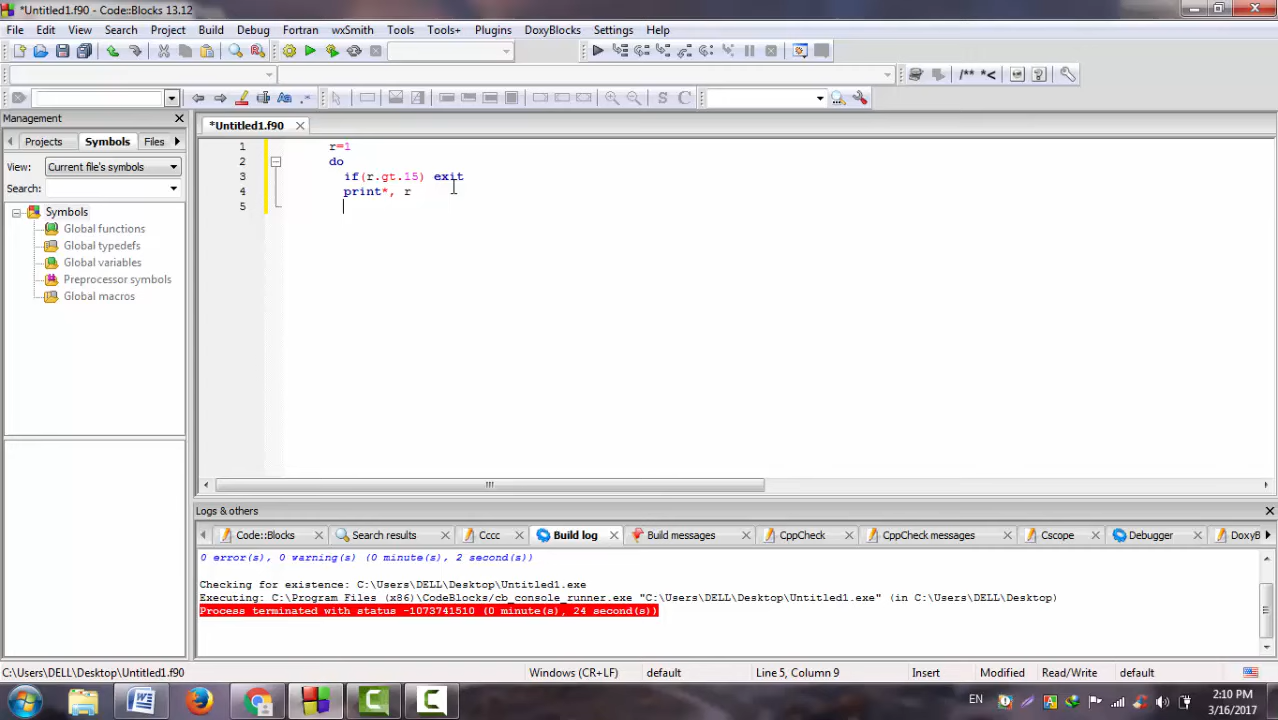 *Untitled1.f90 - Code::Blocks 13.12
File Edit View Search Project Build Debug Fortran wxSmith Tools Tools+ Plugins DoxyBlocks Settings Help
/** *<
S C
Management
*Untitled1.f90
Projects Symbols Files
View: Current file's symbols
Search:
Symbols
Global functions
Global typedefs
Global variables
Preprocessor symbols
Global macros
1 r=1
2 do
3 if(r.gt.15) exit
4 print*, r
5
Logs & others
Code::Blocks Search results Cccc Build log Build messages CppCheck CppCheck messages Cscope Debugger DoxyB
0 error(s), 0 warning(s) (0 minute(s), 2 second(s))
Checking for existence: C:\Users\DELL\Desktop\Untitled1.exe
Executing: C:\Program Files (x86)\CodeBlocks/cb_console_runner.exe "C:\Users\DELL\Desktop\Untitled1.exe" (in C:\Users\DELL\Desktop)
Process terminated with status -1073741510 (0 minute(s), 24 second(s))
C:\Users\DELL\Desktop\Untitled1.f90 Windows (CR+LF) default Line 5, Column 9 Insert Modified Read/Write default
EN
2:10 PM
3/16/2017